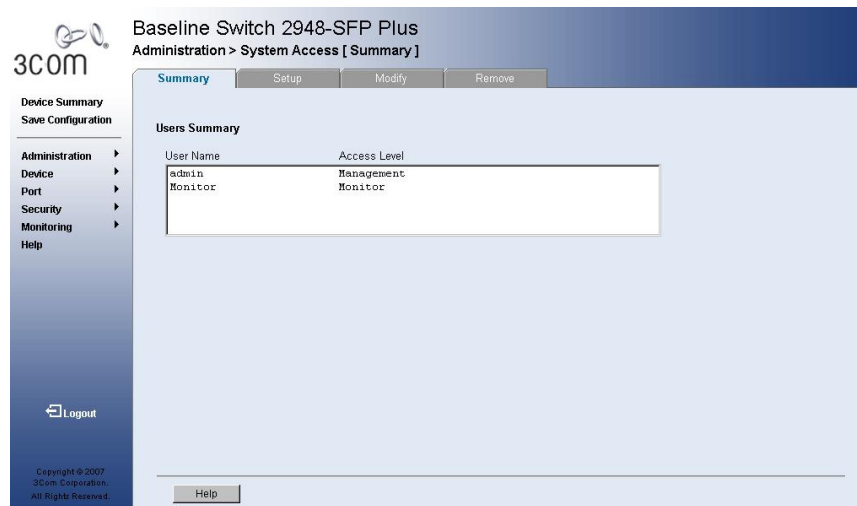 3COM
Baseline Switch 2948-SFP Plus
Administration > System Access [ Summary ]
Summary Setup Modify Remove
Device Summary
Save Configuration
Administration
Device
Port
Security
Monitoring
Help
Logout
Copyright © 2007
3Com Corporation.
All Rights Reserved.
Users Summary
User Name Access Level
admin Management
Monitor Monitor
Help